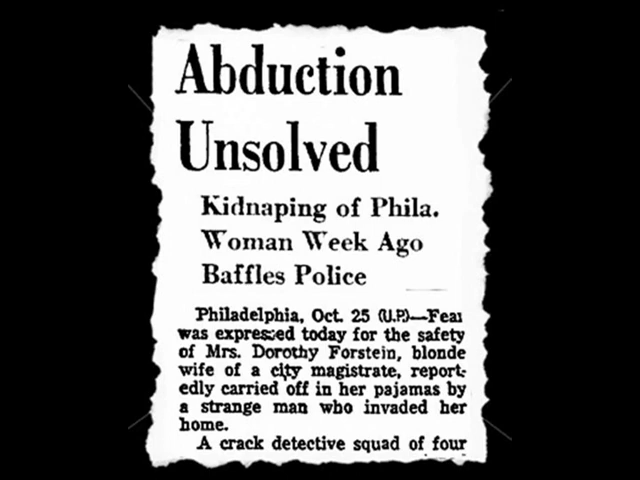 Abduction
Unsolved
Kidnaping of Phila.
Woman Week Ago
Baffles Police
Philadelphia, Oct. 25 (U.P.)—Fear
was expressed today for the safety
of Mrs. Dorothy Forstein, blonde
wife of a city magistrate, report-
edly carried off in her pajamas by
a strange man who invaded her
home.
A crack detective squad of four